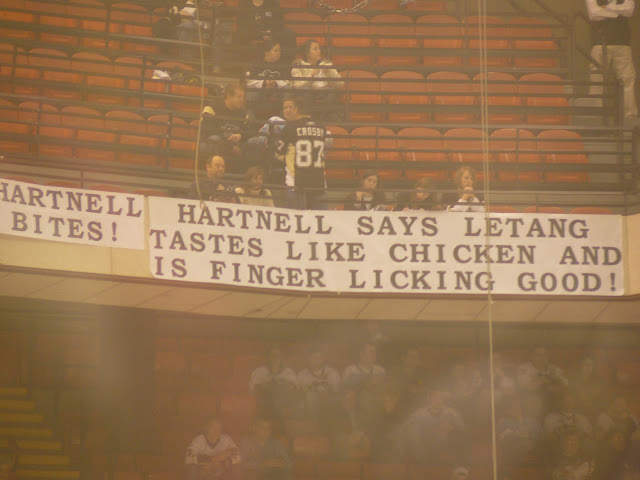 HARTNELL
BITES!
HARTNELL SAYS LETANG
TASTES LIKE CHICKEN AND
IS FINGER LICKING GOOD!
CROSBY
87